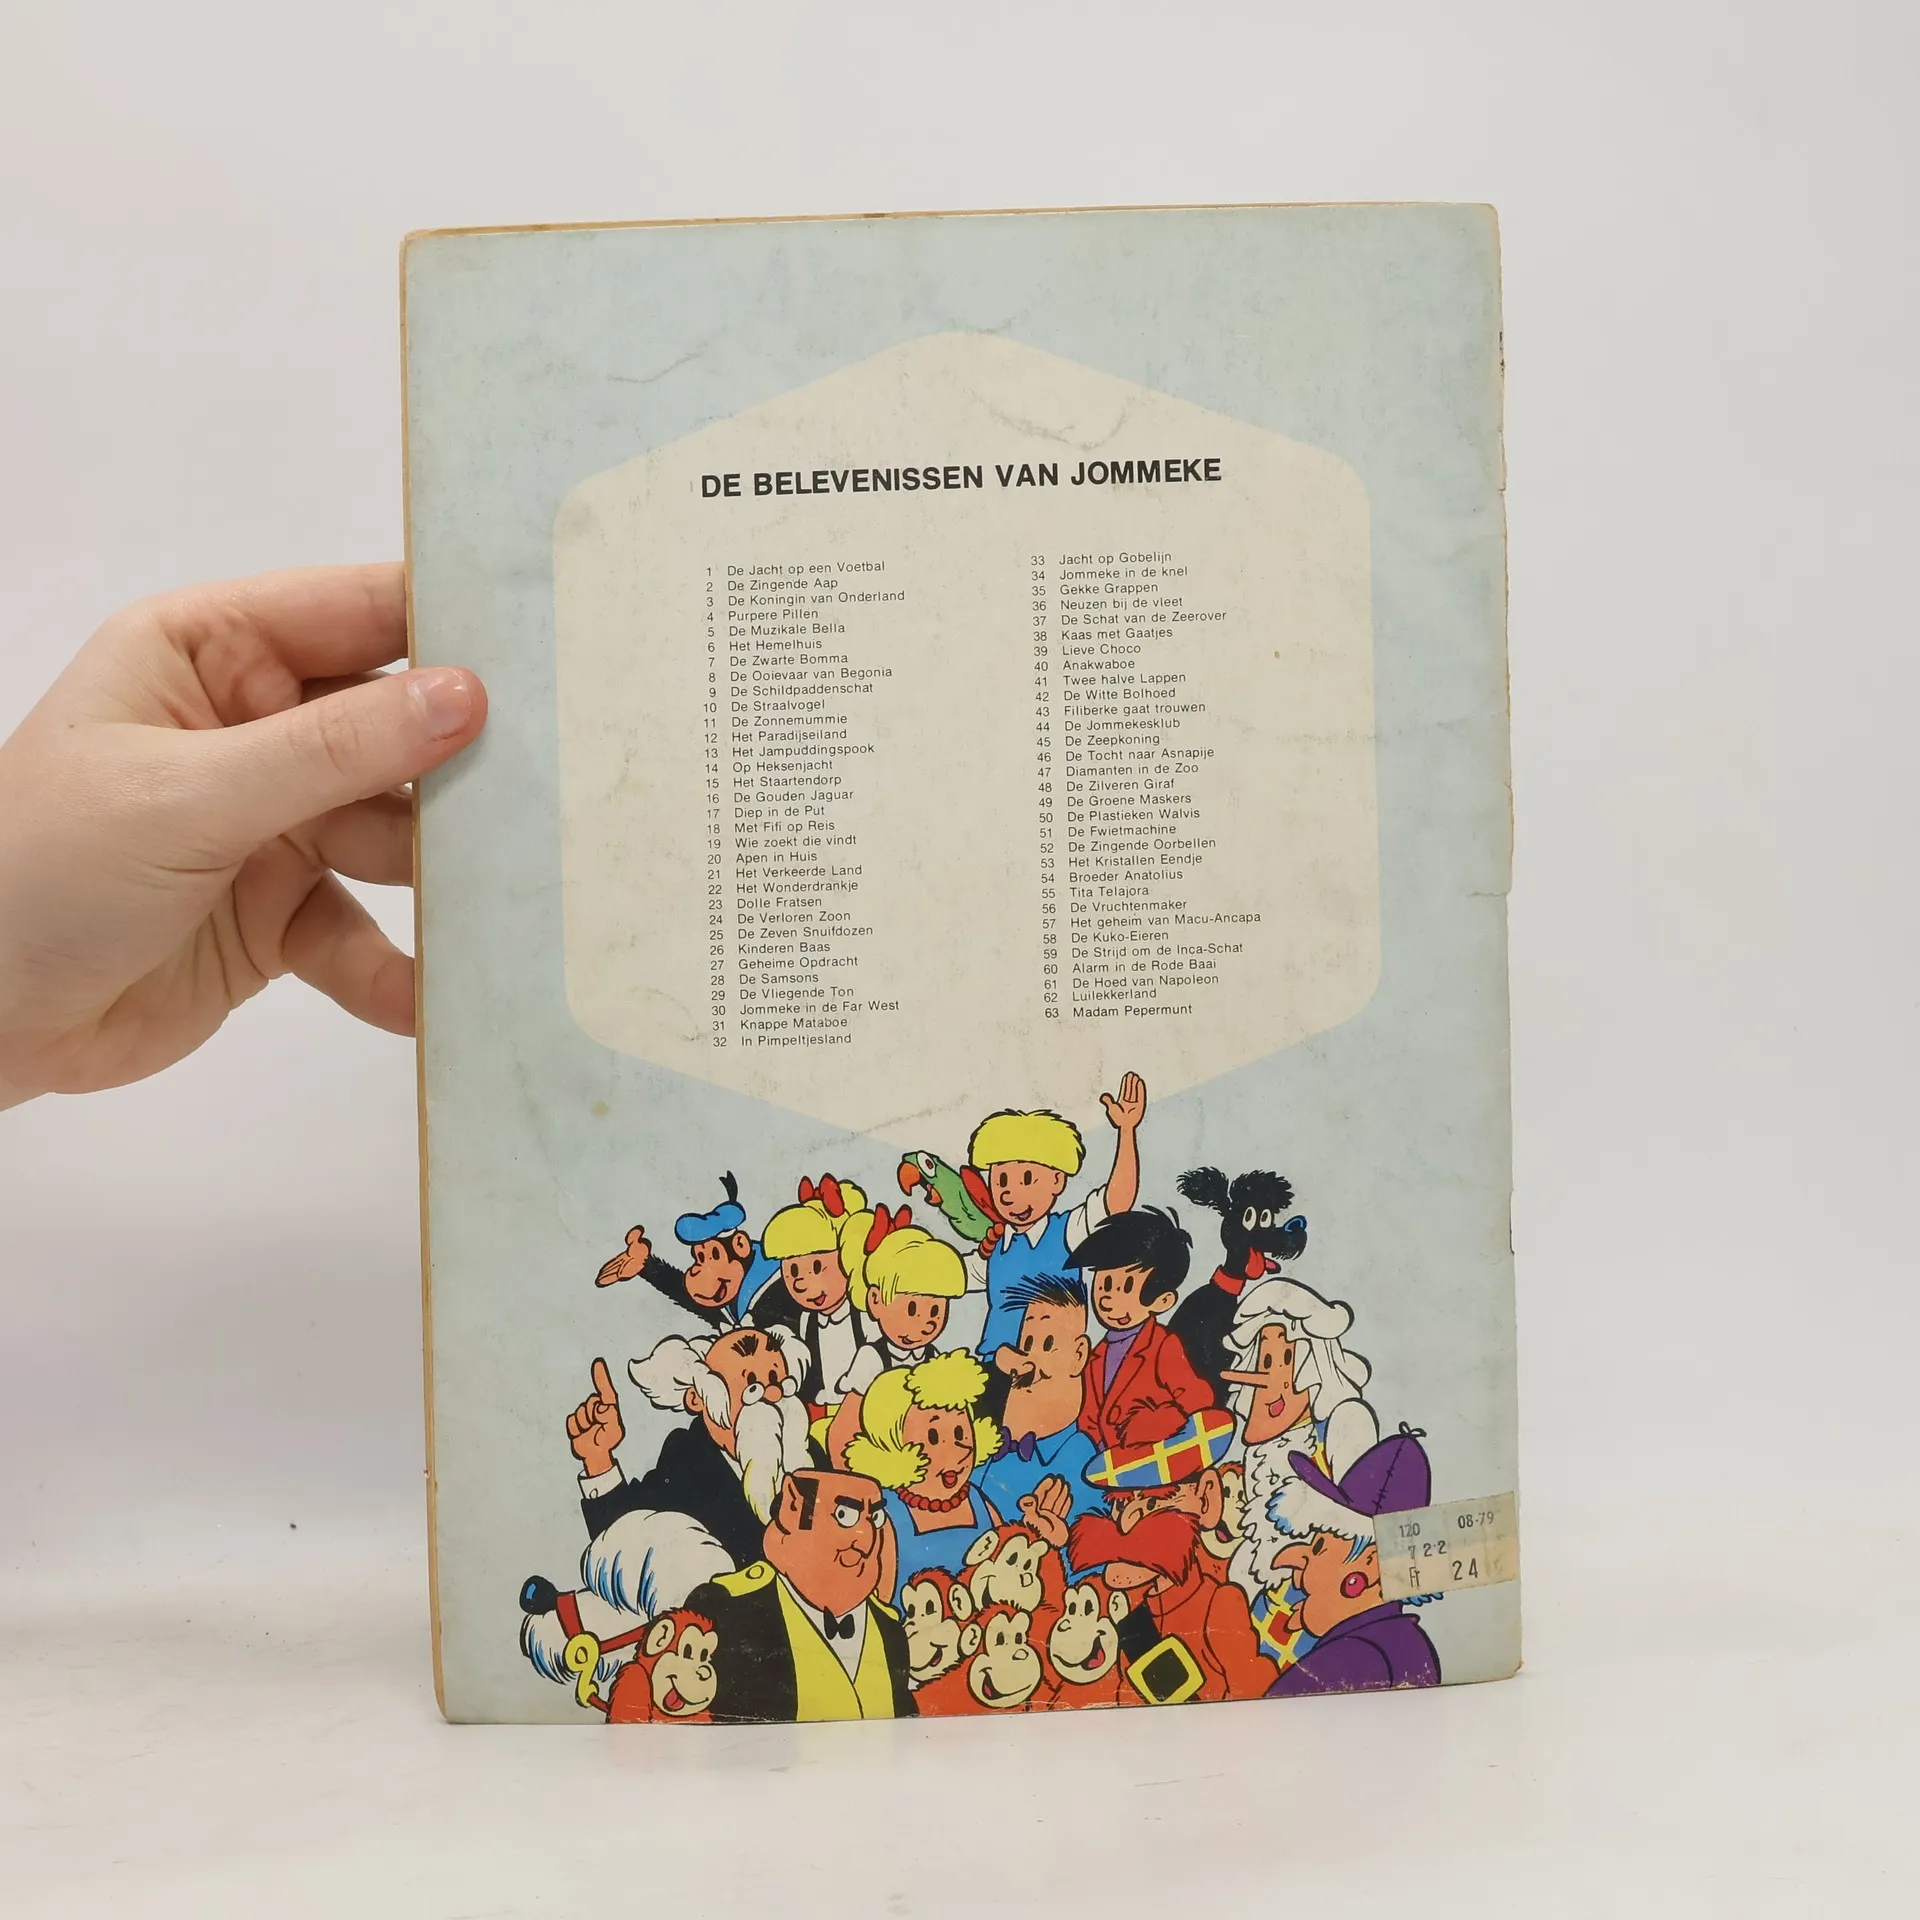 DE BELEVENISSEN VAN JOMMEKE
1 De Jacht op een Voetbal
2 De Zingende Aap
3 De Koningin van Onderland
4 Purpere Pillen
5 De Muzikale Bella
6 Het Hemelhuis
7 De Zwarte Bomma
8 De Ooievaar van Begonia
9 De Schildpaddenschat
10 De Straalvogel
11 De Zonnemummie
12 Het Paradijseiland
13 Het Jampuddingspook
14 Op Heksenjacht
15 Het Staartendorp
16 De Gouden Jaguar
17 Diep in de Put
18 Met Fifi op Reis
19 Wie zoekt die vindt
20 Apen in Huis
21 Het Verkeerde Land
22 Het Wonderdrankje
23 Dolle Fratsen
24 De Verloren Zoon
25 De Zeven Snuifdozen
26 Kinderen Baas
27 Geheime Opdracht
28 De Samsons
29 De Vliegende Ton
30 Jommeke in de Far West
31 Knappe Mataboe
32 In Pimpeltjesland
33 Jacht op Gobelijn
34 Jommeke in de knel
35 Gekke Grappen
36 Neuzen bij de vleet
37 De Schat van de Zeerover
38 Kaas met Gaatjes
39 Lieve Choco
40 Anakwaboe
41 Twee halve Lappen
42 De Witte Bolhoed
43 Filiberke gaat trouwen
44 De Jommekesklub
45 De Zeepkoning
46 De Tocht naar Asnapije
47 Diamanten in de Zoo
48 De Zilveren Giraf
49 De Groene Maskers
50 De Plastieken Walvis
51 De Fwietmachine
52 De Zingende Oorbellen
53 Het Kristallen Eendje
54 Broeder Anatolius
55 Tita Telajora
56 De Vruchtenmaker
57 Het geheim van Macu-Ancapa
58 De Kuko-Eieren
59 De Strijd om de Inca-Schat
60 Alarm in de Rode Baai
61 De Hoed van Napoleon
62 Luilekkerland
63 Madam Pepermunt
120 08-79
722
Fr 24